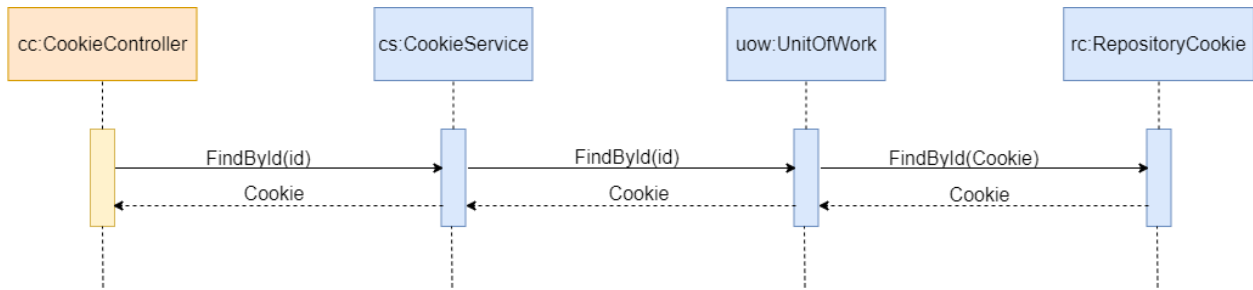 cc:CookieController
cs:CookieService
uow:UnitOfWork
rc:RepositoryCookie
FindById(id)
FindById(id)
FindById(Cookie)
Cookie
Cookie
Cookie